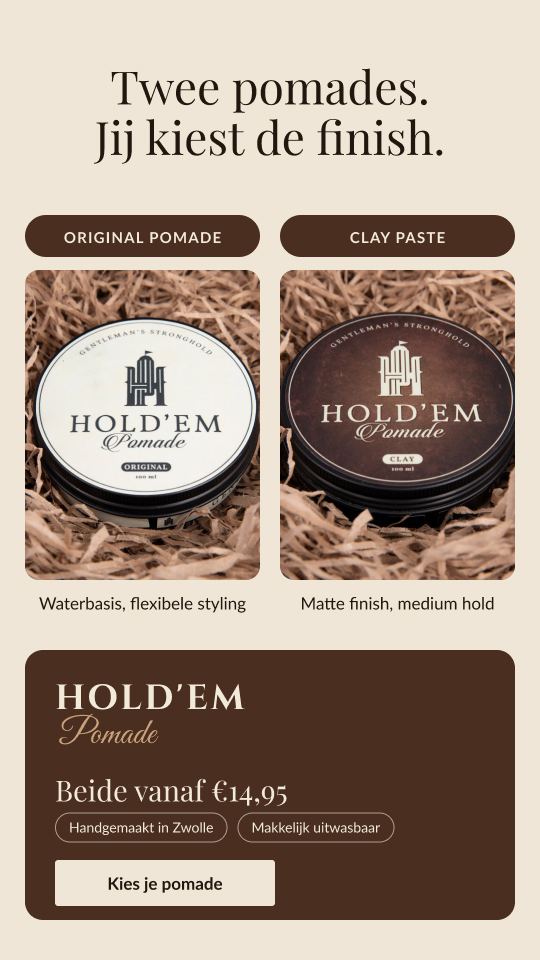 Twee pomades.
Jij kiest de finish.
ORIGINAL POMADE
CLAY PASTE
GENTLEMAN'S STRONGHOLD
HOLD'EM
Pomade
ORIGINAL
100 ml
GENTLEMAN'S STRONGHOLD
HOLD'EM
Pomade
CLAY
100 ml
Waterbasis, flexibele styling
Matte finish, medium hold
HOLD'EM
Pomade
Beide vanaf €14,95
Handgemaakt in Zwolle
Makkelijk uitwasbaar
Kies je pomade